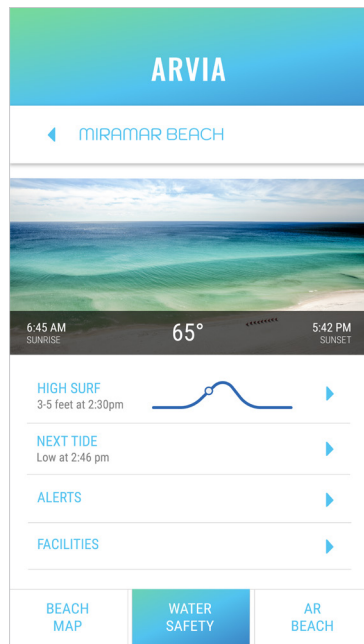 ARVIA
MIRAMAR BEACH
6:45 AM 65° 5:42 PM
SUNRISE SUNSET
HIGH SURF
3-5 feet at 2:30pm
NEXT TIDE
Low at 2:46 pm
ALERTS
FACILITIES
BEACH WATER AR
MAP SAFETY BEACH